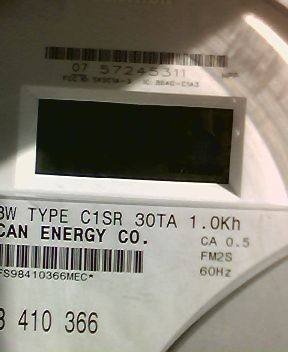 07 57245311
3W TYPE C1SR 30TA 1.0Kh
CAN ENERGY CO.
CA 0.5
FM2S
60Hz
FS98410366MEC*
410 366